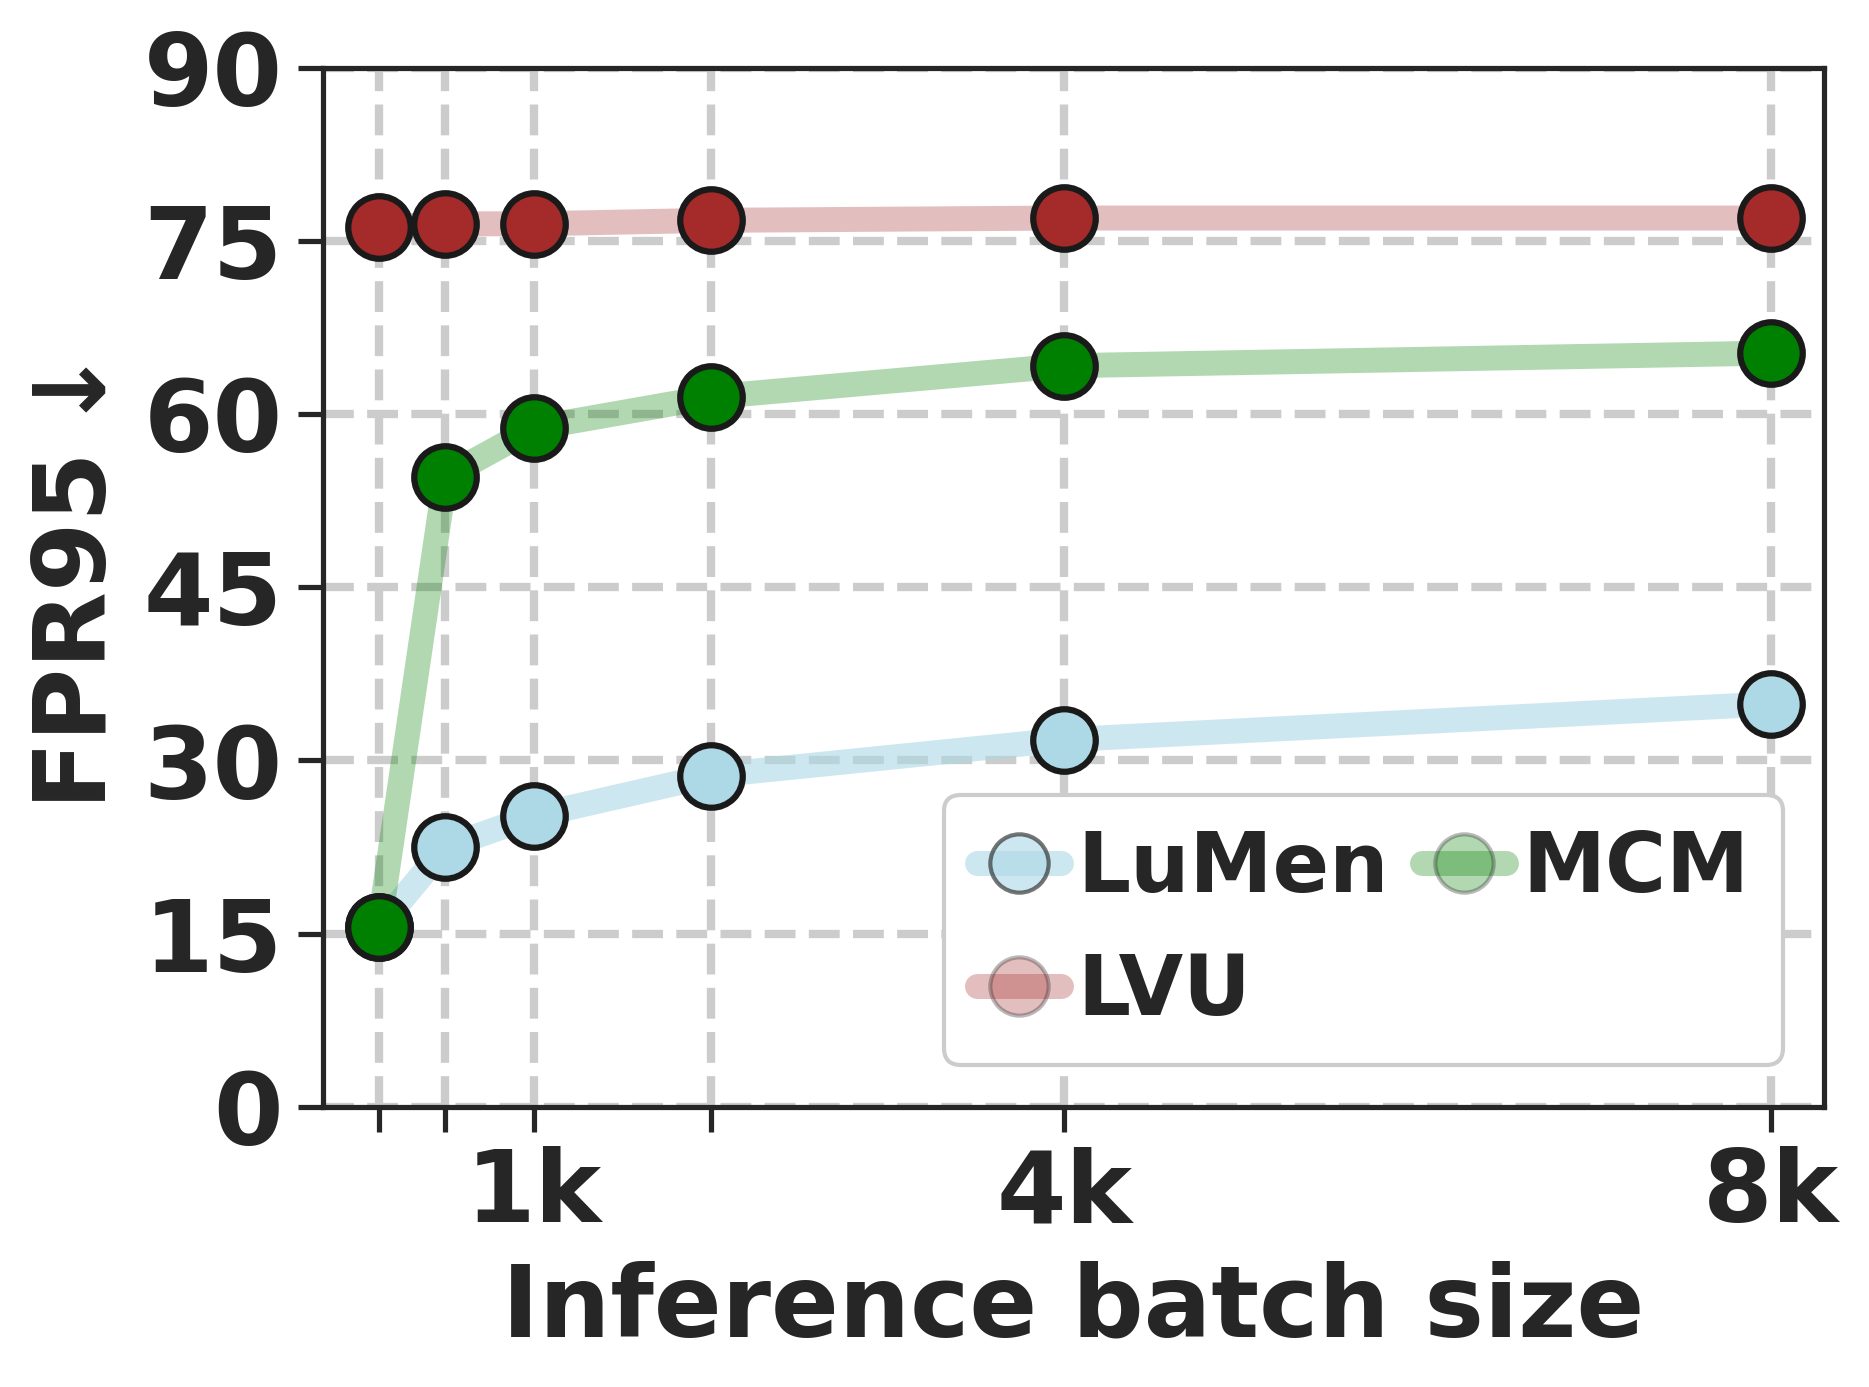 90
75
60
45
30
15
0
FPR95 ↓
LuMen
MCM
LVU
1k
4k
8k
Inference batch size